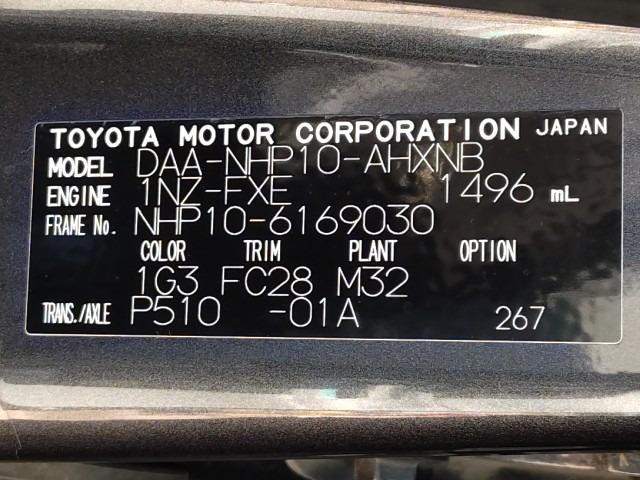 TOYOTA MOTOR CORPORATION JAPAN
MODEL DAA-NHP10-AHXNB
ENGINE 1NZ-FXE 1496 mL
FRAME No. NHP10-6169030
COLOR TRIM PLANT OPTION
1G3 FC28 M32
TRANS./AXLE P510 -01A 267